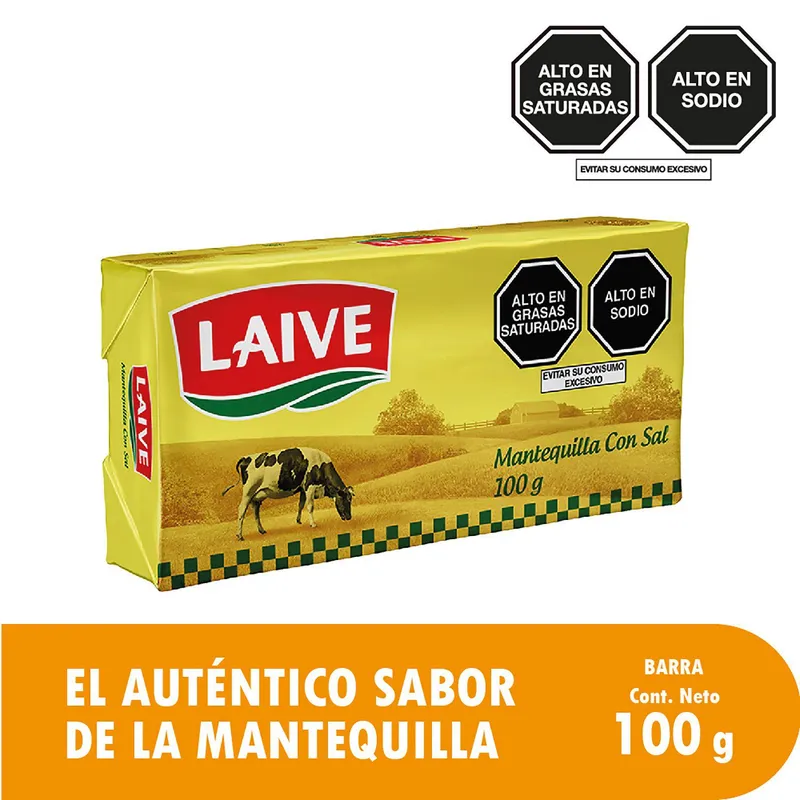 ALTO EN
GRASAS
SATURADAS
ALTO EN
SODIO
EVITAR SU CONSUMO EXCESIVO
LAIVE
LAIVE
ALTO EN
GRASAS
SATURADAS
ALTO EN
SODIO
EVITAR SU CONSUMO
EXCESIVO
LAIVE
Mantequilla Con Sal
Mantequilla Con Sal
100 g
EL AUTÉNTICO SABOR
DE LA MANTEQUILLA
BARRA
Cont. Neto
100 g